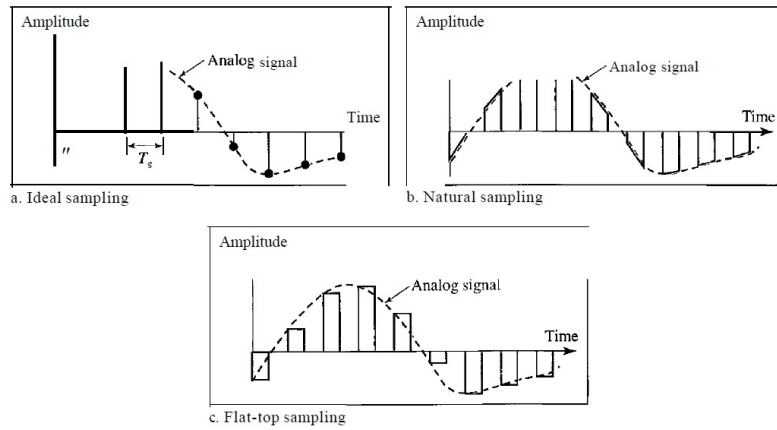 Amplitude
Analog signal
Time
"
Ts
a. Ideal sampling
Amplitude
Analog signal
Time
b. Natural sampling
Amplitude
Analog signal
Time
c. Flat-top sampling